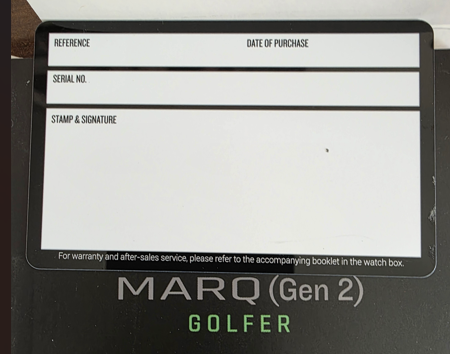 REFERENCE DATE OF PURCHASE
SERIAL NO.
STAMP & SIGNATURE
For warranty and after-sales service, please refer to the accompanying booklet in the watch box.
MARQ (Gen 2)
GOLFER